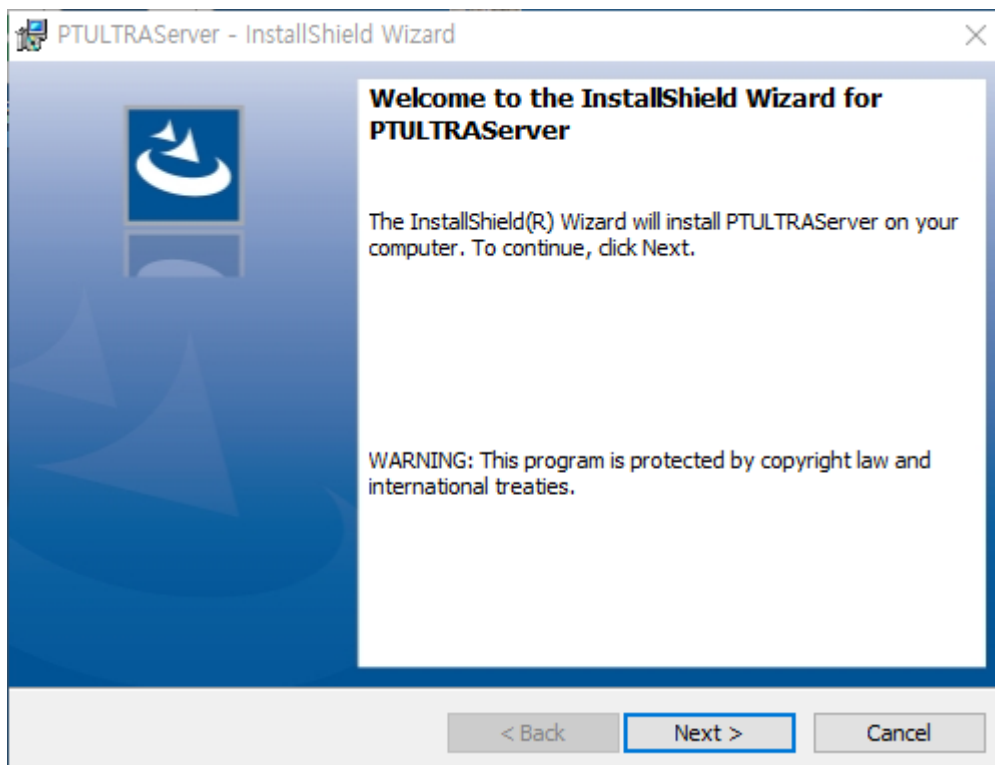 PTULTRAServer - InstallShield Wizard
Welcome to the InstallShield Wizard for
PTULTRAServer
The InstallShield(R) Wizard will install PTULTRAServer on your
computer. To continue, click Next.
WARNING: This program is protected by copyright law and
international treaties.
< Back
Next >
Cancel